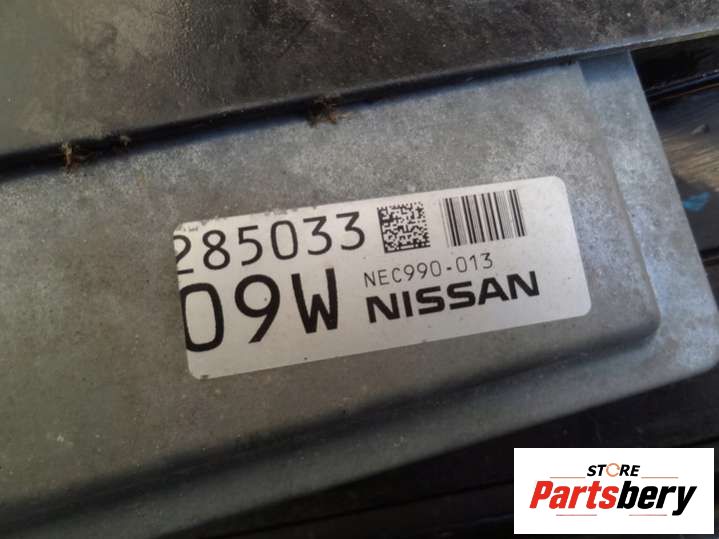 285033
09W
NEC990-013
NISSAN
STORE
Partsbery